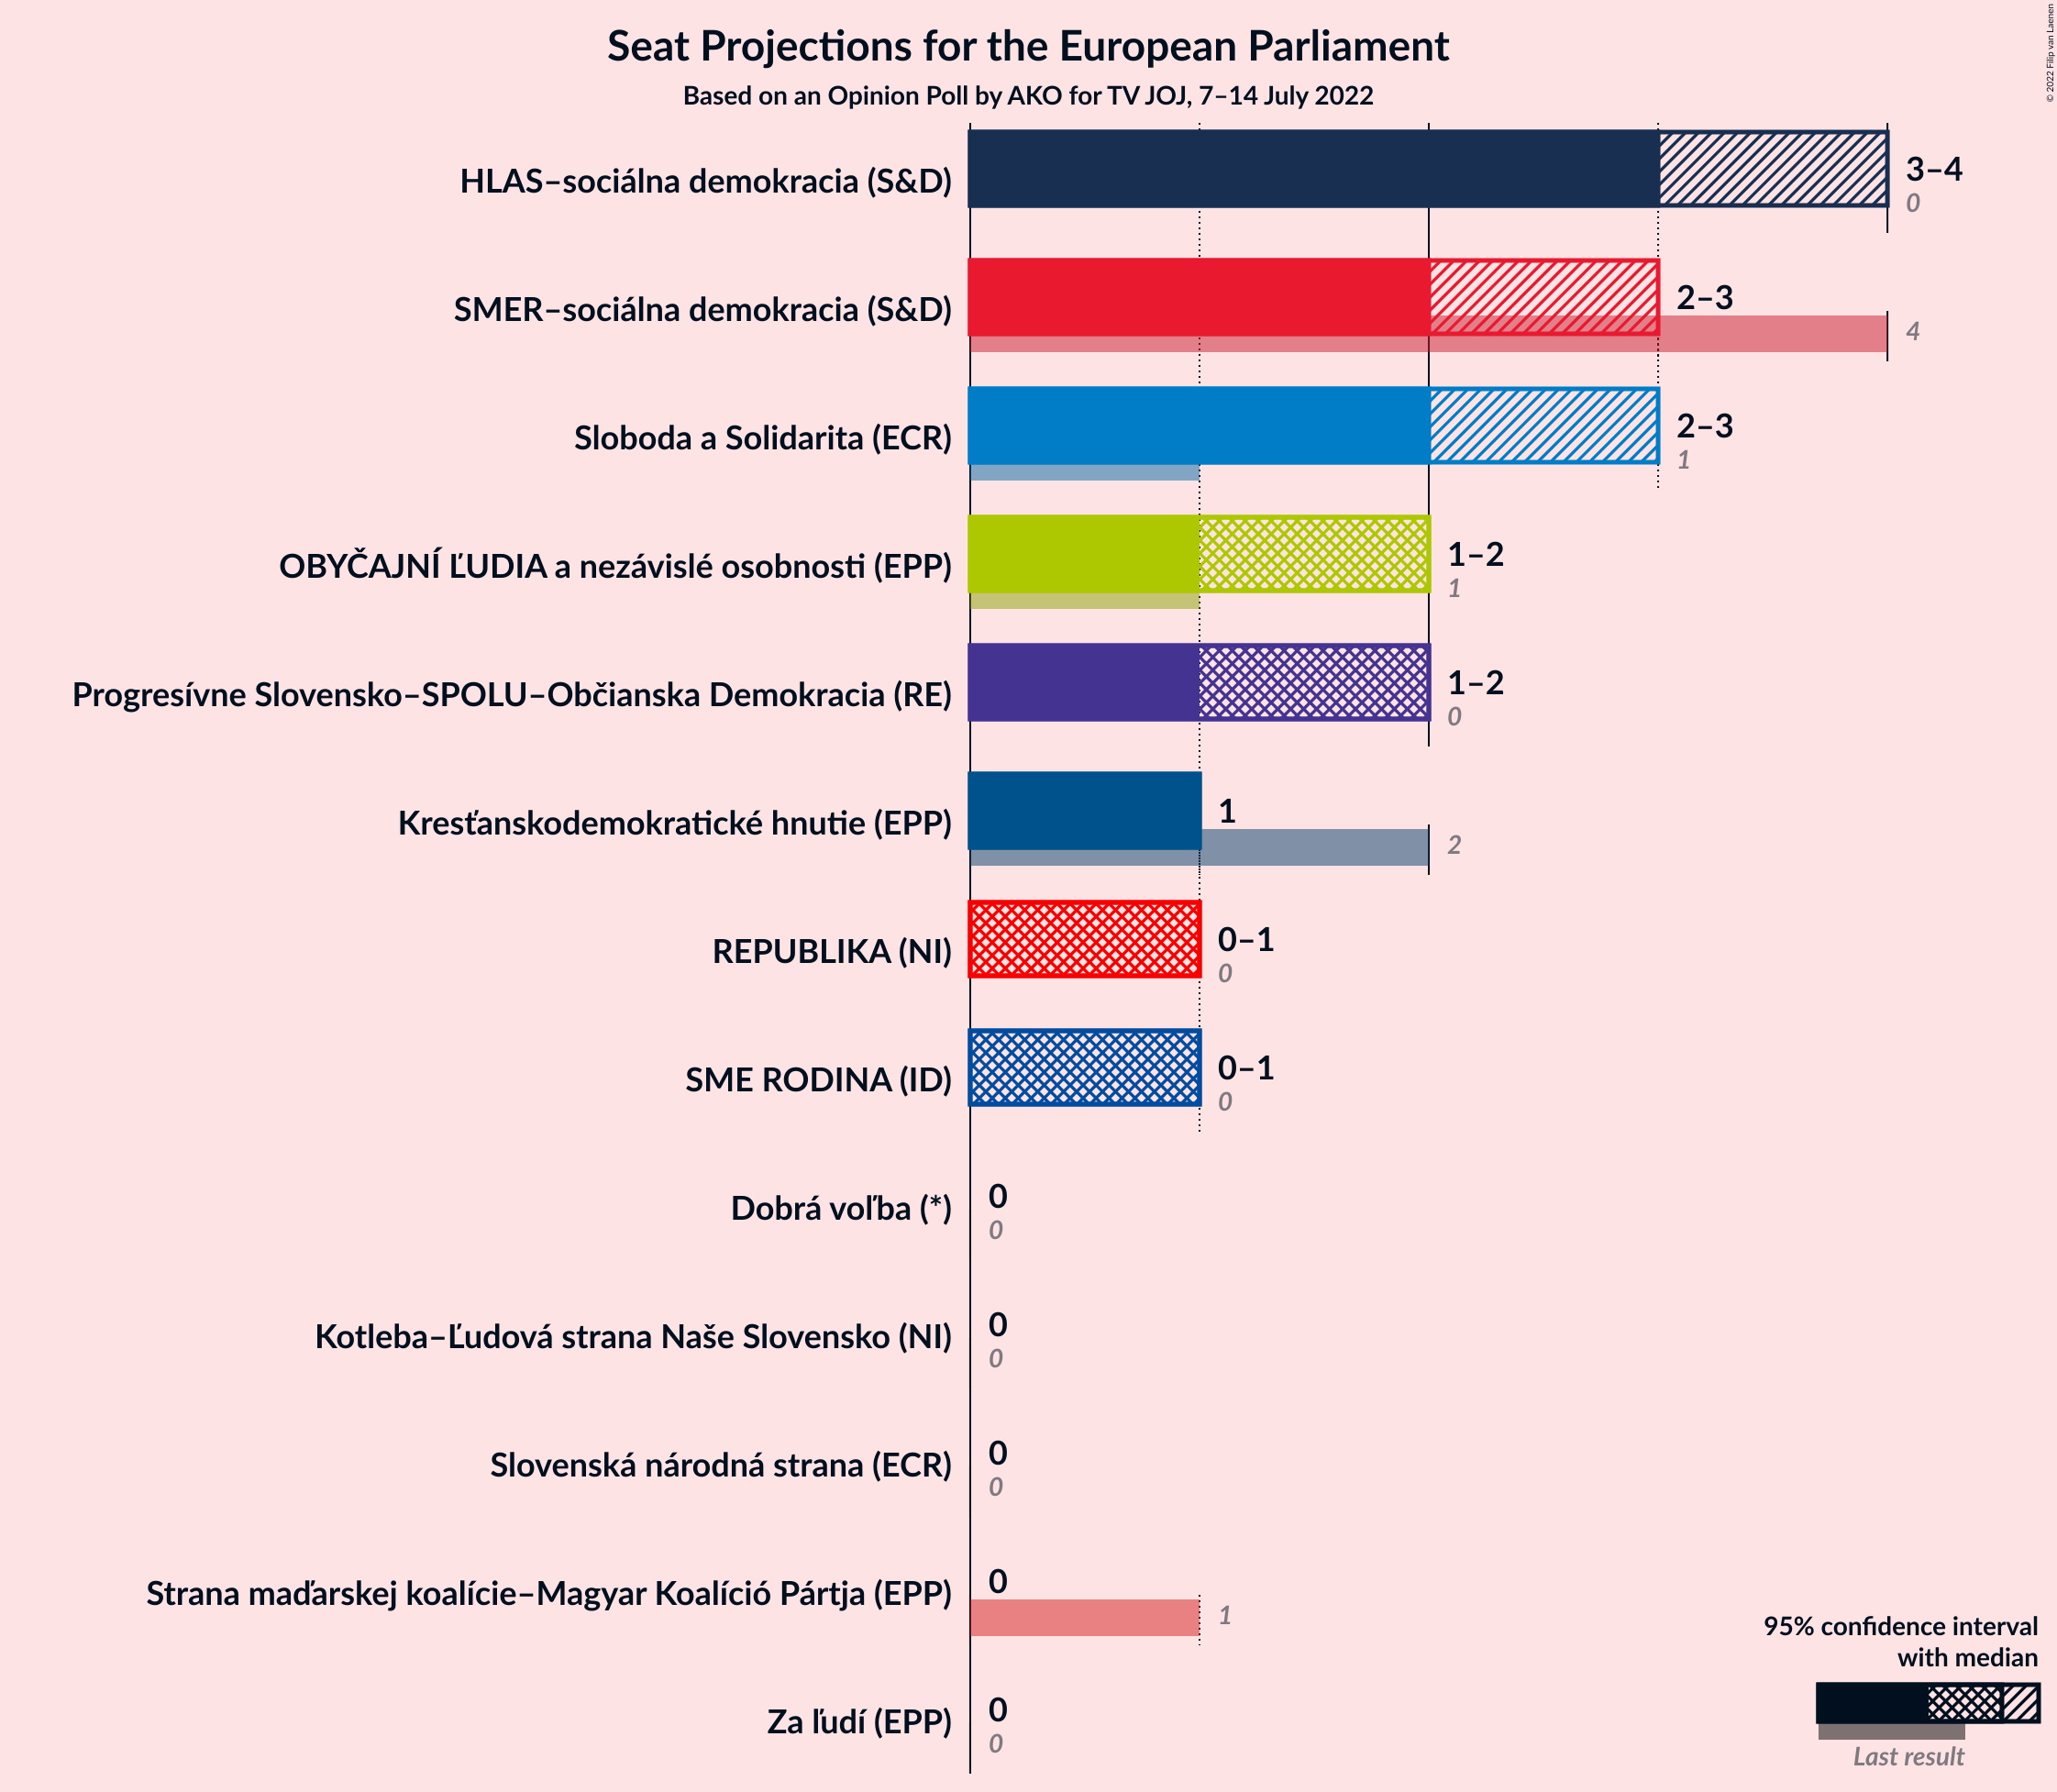 Seat Projections for the European Parliament
Based on an Opinion Poll by AKO for TV JOJ, 7–14 July 2022
© 2022 Filip van Laenen
HLAS–sociálna demokracia (S&D)
3–4
0
SMER–sociálna demokracia (S&D)
2–3
4
Sloboda a Solidarita (ECR)
2–3
1
OBYČAJNÍ ĽUDIA a nezávislé osobnosti (EPP)
1–2
1
Progresívne Slovensko–SPOLU–Občianska Demokracia (RE)
1–2
0
Kresťanskodemokratické hnutie (EPP)
1
2
REPUBLIKA (NI)
0–1
0
SME RODINA (ID)
0–1
0
Dobrá voľba (*)
0
0
Kotleba–Ľudová strana Naše Slovensko (NI)
0
0
Slovenská národná strana (ECR)
0
0
Strana maďarskej koalície–Magyar Koalíció Pártja (EPP)
0
1
Za ľudí (EPP)
0
0
95% confidence interval
with median
Last result